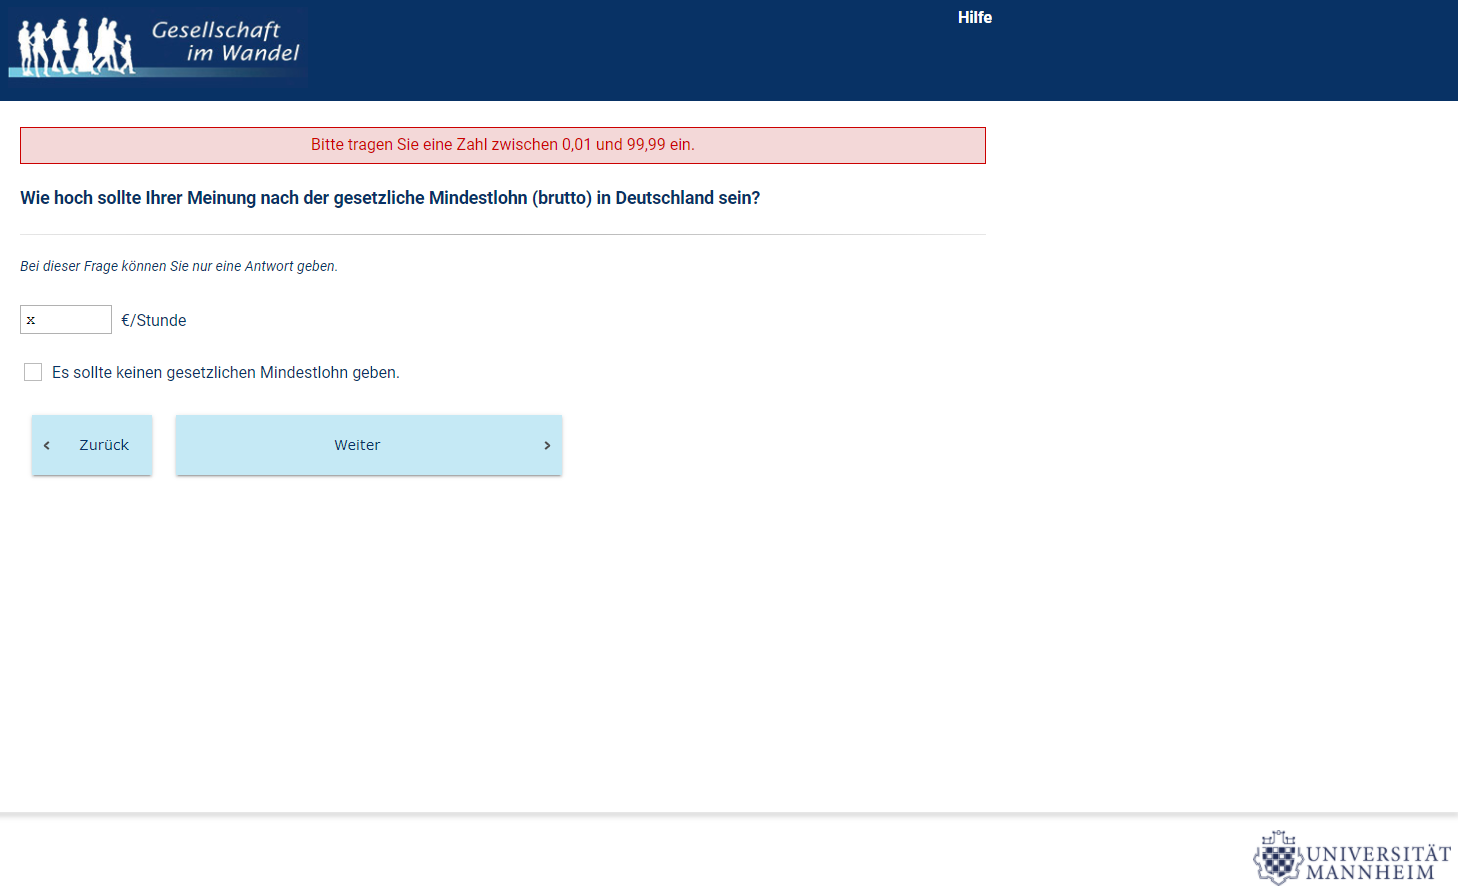 Gesellschaft
im Wandel
Hilfe
Bitte tragen Sie eine Zahl zwischen 0,01 und 99,99 ein.
Wie hoch sollte Ihrer Meinung nach der gesetzliche Mindestlohn (brutto) in Deutschland sein?
Bei dieser Frage können Sie nur eine Antwort geben.
x €/Stunde
Es sollte keinen gesetzlichen Mindestlohn geben.
Zurück
Weiter
UNIVERSITÄT
MANNHEIM